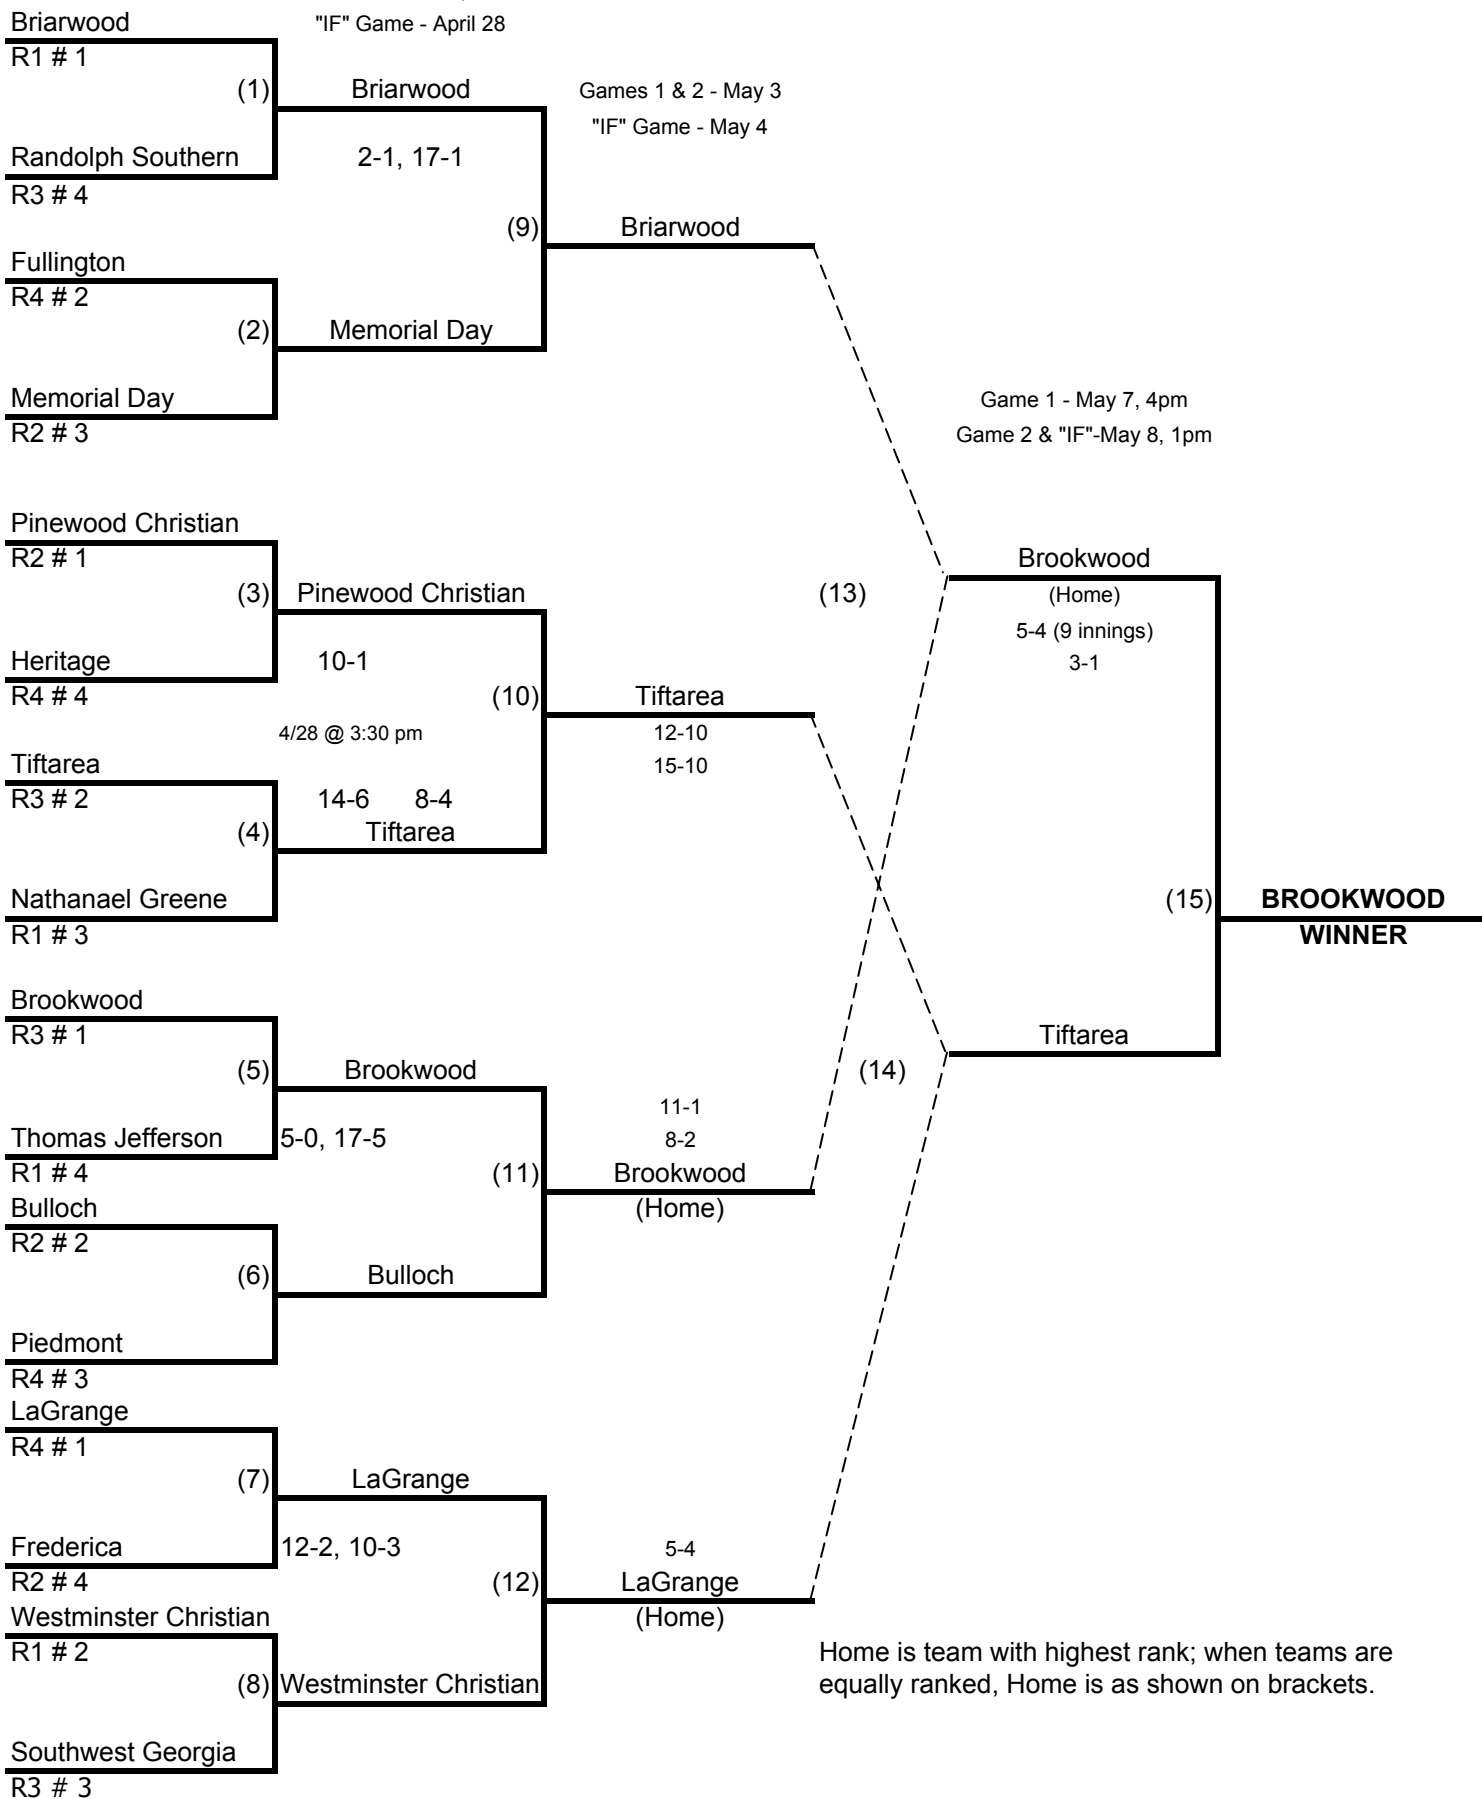 Briarwood
"IF" Game - April 28
R1 # 1
(1)
Briarwood
Games 1 & 2 - May 3
"IF" Game - May 4
Randolph Southern
2-1, 17-1
R3 # 4
(9)
Briarwood
Fullington
R4 # 2
(2)
Memorial Day
Memorial Day
R2 # 3
Game 1 - May 7, 4pm
Game 2 & "IF"-May 8, 1pm
Pinewood Christian
R2 # 1
(3)
Pinewood Christian
(13)
Brookwood
(Home)
5-4 (9 innings)
3-1
Heritage
10-1
R4 # 4
(10)
Tiftarea
4/28 @ 3:30 pm
12-10
15-10
Tiftarea
R3 # 2
14-6 8-4
(4)
Tiftarea
Nathanael Greene
R1 # 3
(15)
BROOKWOOD
WINNER
Brookwood
R3 # 1
Tiftarea
(5)
Brookwood
(14)
Thomas Jefferson
5-0, 17-5
11-1
8-2
R1 # 4
(11)
Brookwood
(Home)
Bulloch
R2 # 2
(6)
Bulloch
Piedmont
R4 # 3
LaGrange
R4 # 1
(7)
LaGrange
Frederica
12-2, 10-3
5-4
R2 # 4
(12)
LaGrange
(Home)
Westminster Christian
R1 # 2
(8)
Westminster Christian
Home is team with highest rank; when teams are
equally ranked, Home is as shown on brackets.
Southwest Georgia
R3 # 3